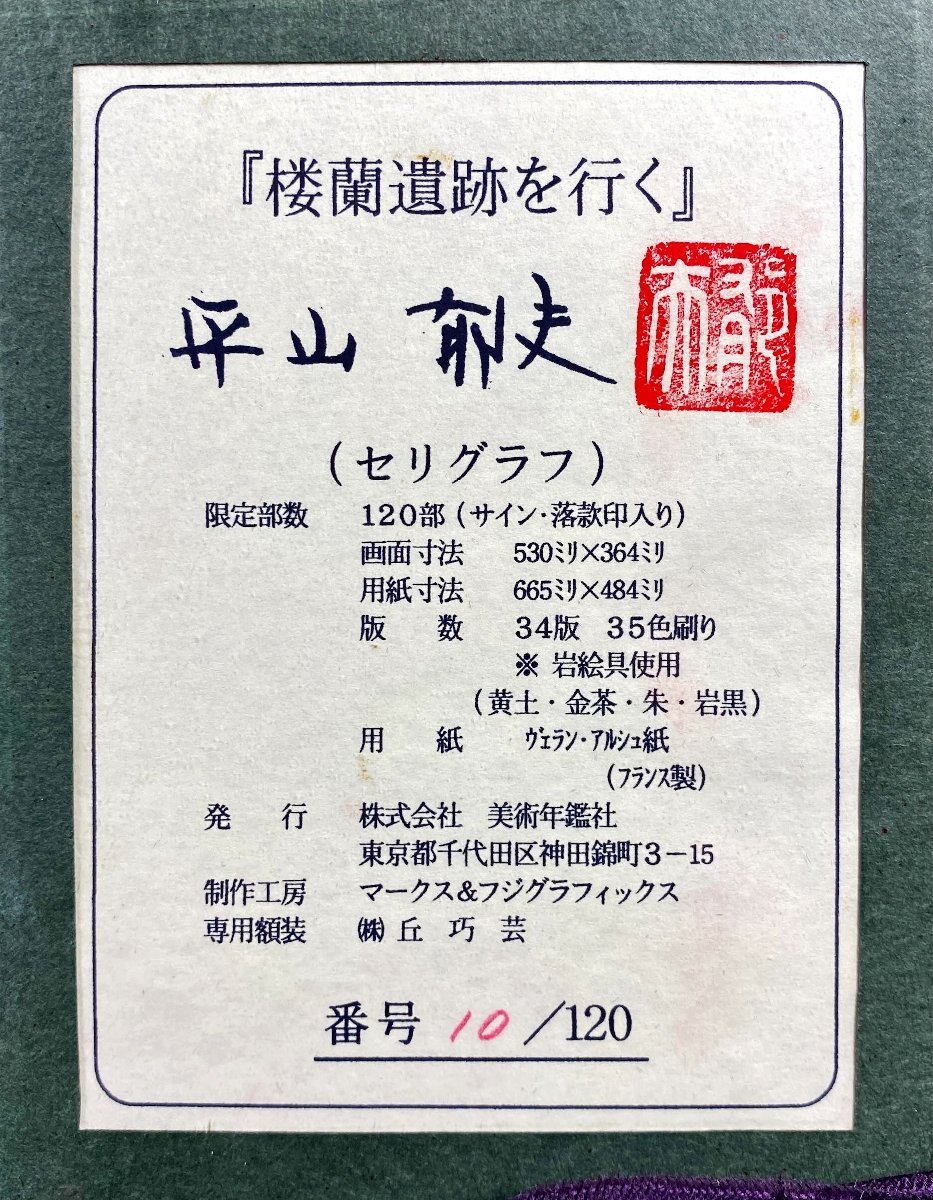 『楼蘭遺跡を行く』
平山 郁夫
郁夫
(セリグラフ)
限定部数 120部(サイン・落款印入り)
画面寸法 530ミリ×364ミリ
用紙寸法 665ミリ×484ミリ
版 数 34版 35色刷り
※ 岩絵具使用
(黄土・金茶・朱・岩黒)
用 紙 ヴェラン・アルシュ紙
(フランス製)
発 行 株式会社 美術年鑑社
東京都千代田区神田錦町3-15
制作工房 マークス&フジグラフィックス
専用額装 ㈱ 丘 巧 芸
番号 10/120